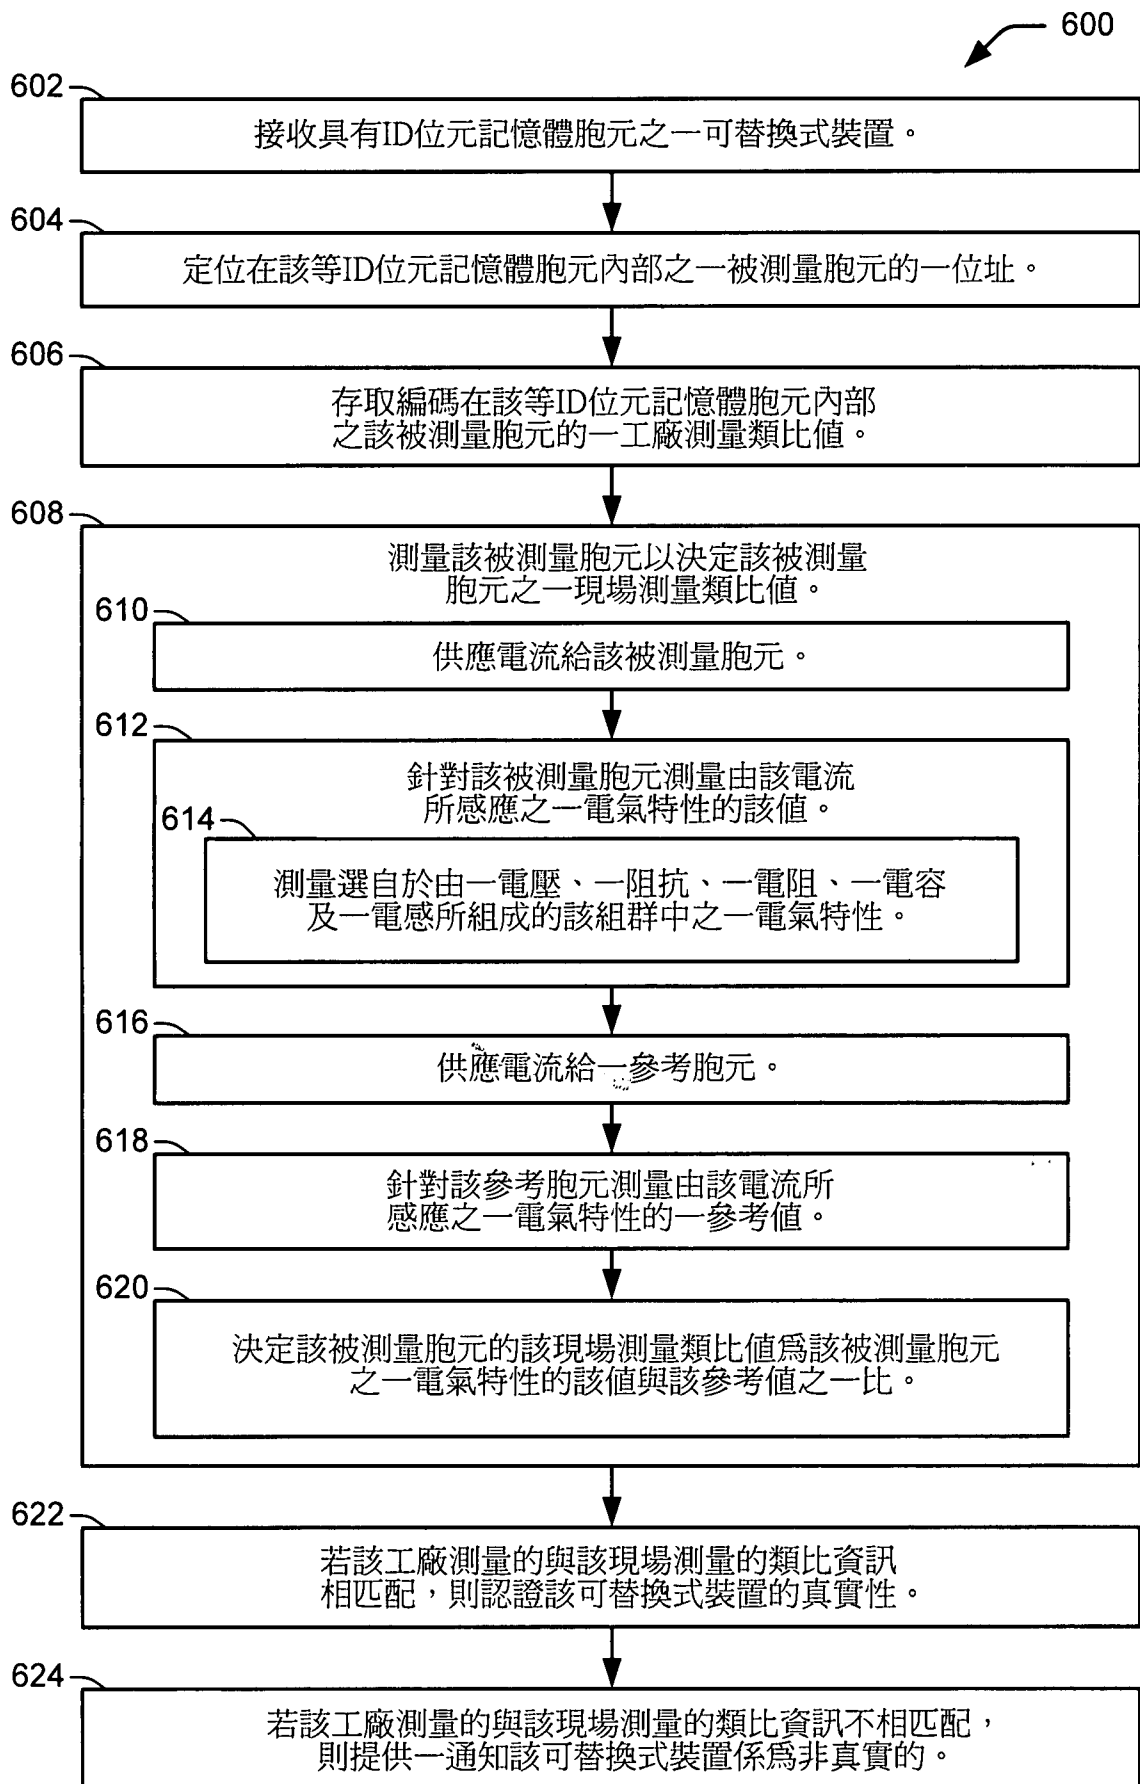 600
602
接收具有ID位元記憶體胞元之一可替換式裝置。
604
定位在該等ID位元記憶體胞元內部之一被測量胞元的一位址。
606
存取編碼在該等ID位元記憶體胞元內部
之該被測量胞元的一工廠測量類比值。
608
測量該被測量胞元以決定該被測量
胞元之一現場測量類比值。
610
供應電流給該被測量胞元。
612
針對該被測量胞元測量由該電流
所感應之一電氣特性的該值。
614
測量選自於由一電壓、一阻抗、一電阻、一電容
及一電感所組成的該組群中之一電氣特性。
616
供應電流給一參考胞元。
618
針對該參考胞元測量由該電流所
感應之一電氣特性的一參考值。
620
決定該被測量胞元的該現場測量類比值爲該被測量胞元
之一電氣特性的該值與該參考值之一比。
622
若該工廠測量的與該現場測量的類比資訊
相匹配，則認證該可替換式裝置的真實性。
624
若該工廠測量的與該現場測量的類比資訊不相匹配，
則提供一通知該可替換式裝置係爲非真實的。